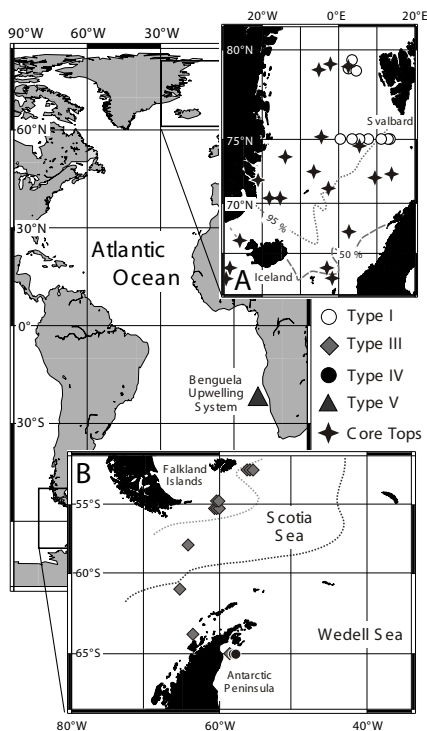 90°W
60°W
30°W
0°
20°W
0°E
20°E
80°N
75°N
70°N
Svalbard
95 %
50 %
Iceland
A
60°N
30°N
0°
30°S
Atlantic
Ocean
Benguela
Upwelling
System
Type I
Type III
Type IV
Type V
Core Tops
B
Falkland
Islands
Scotia
Sea
Wedell Sea
Antarctic
Peninsula
55°S
60°S
65°S
80°W
60°W
40°W